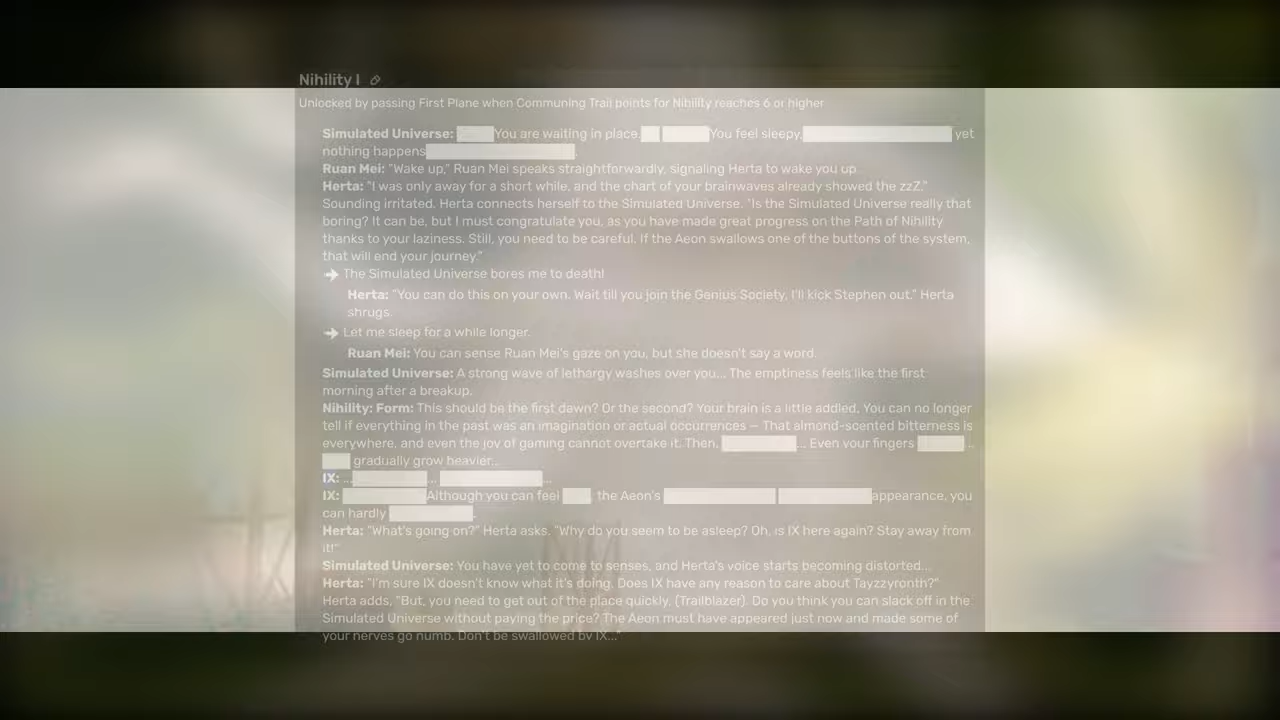 Nihility I
Unlocked by passing First Plane when Communing Trail points for Nihility reaches 6 or higher
Simulated Universe: You are waiting in place. You feel sleepy, yet
nothing happens
Ruan Mei: "Wake up," Ruan Mei speaks straightforwardly, signaling Herta to wake you up.
Herta: "I was only away for a short while, and the chart of your brainwaves already showed the zzZ."
Sounding irritated, Herta connects herself to the Simulated Universe. "Is the Simulated Universe really that
boring? It can be, but I must congratulate you, as you have made great progress on the Path of Nihility
thanks to your laziness. Still, you need to be careful. If the Aeon swallows one of the buttons of the system,
that will end your journey."
The Simulated Universe bores me to death!
Herta: "You can do this on your own. Wait till you join the Genius Society, I'll kick Stephen out." Herta
shrugs.
Let me sleep for a while longer.
Ruan Mei: You can sense Ruan Mei's gaze on you, but she doesn't say a word.
Simulated Universe: A strong wave of lethargy washes over you... The emptiness feels like the first
morning after a breakup.
Nihility: Form: This should be the first dawn? Or the second? Your brain is a little addled. You can no longer
tell if everything in the past was an imagination or actual occurrences — That almond-scented bitterness is
everywhere, and even the joy of gaming cannot overtake it. Then, ... Even your fingers ..
gradually grow heavier...
IX: ... ... ...
IX: Although you can feel , the Aeon's appearance, you
can hardly .
Herta: "What's going on?" Herta asks. "Why do you seem to be asleep? Oh, is IX here again? Stay away from
it!"
Simulated Universe: You have yet to come to senses, and Herta's voice starts becoming distorted...
Herta: "I'm sure IX doesn't know what it's doing. Does IX have any reason to care about Tayzzyronth?"
Herta adds, "But, you need to get out of the place quickly, (Trailblazer). Do you think you can slack off in the
Simulated Universe without paying the price? The Aeon must have appeared just now and made some of
your nerves go numb. Don't be swallowed by IX..."